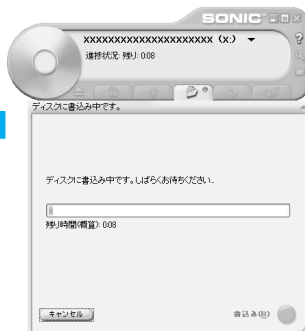 SONIC
XXXXXXXXXXXXXXXXXXXXX (X:)
進捗状況: 残り: 0:08
ディスクに書込み中です。
ディスクに書込み中です。しばらくお待ちください...
残り時間(概算): 0:08
キャンセル
書込み(B)